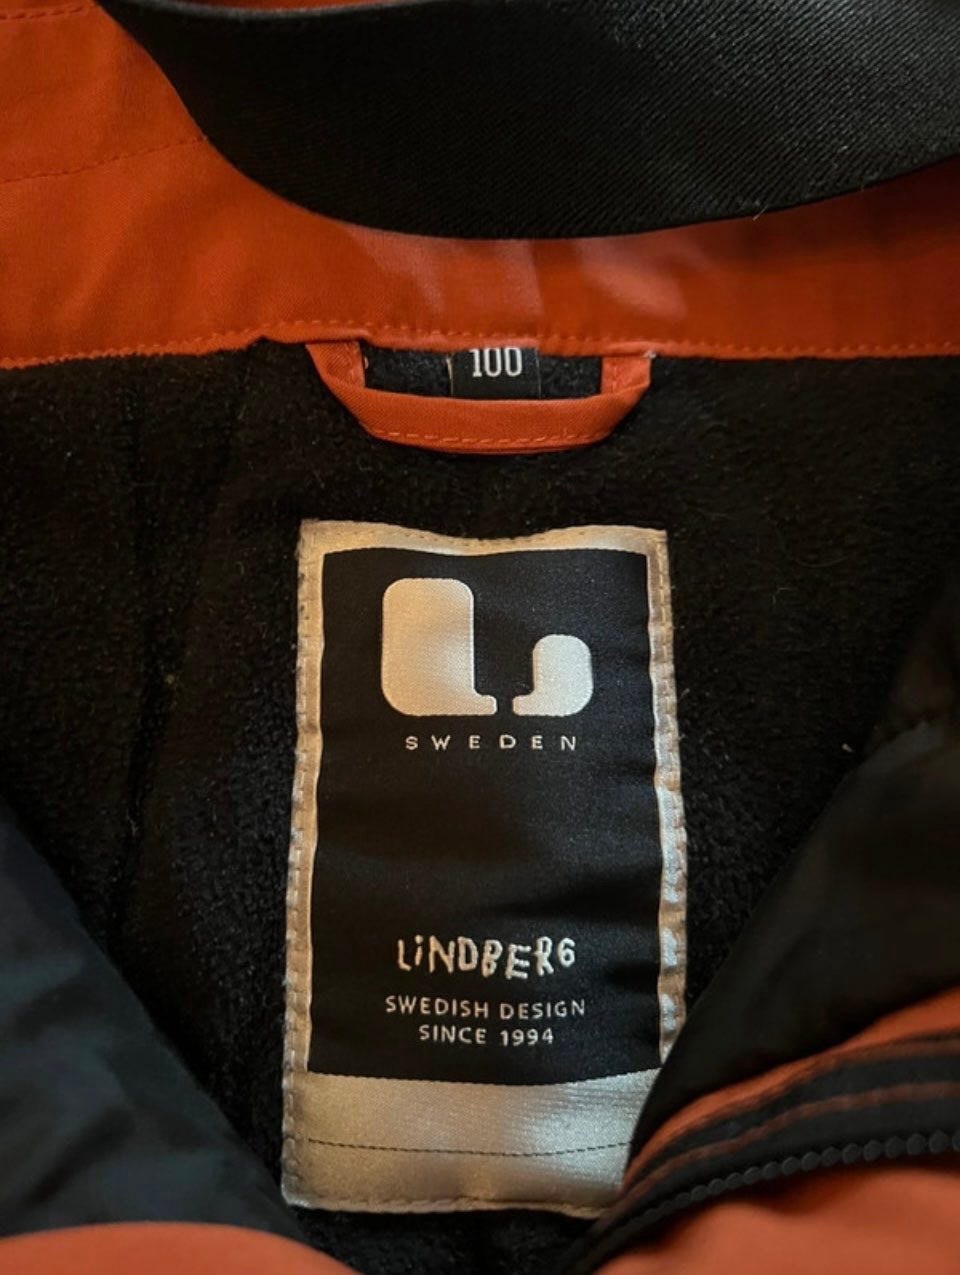 100
SWEDEN
LiNDBERG
SWEDISH DESIGN
SINCE 1994